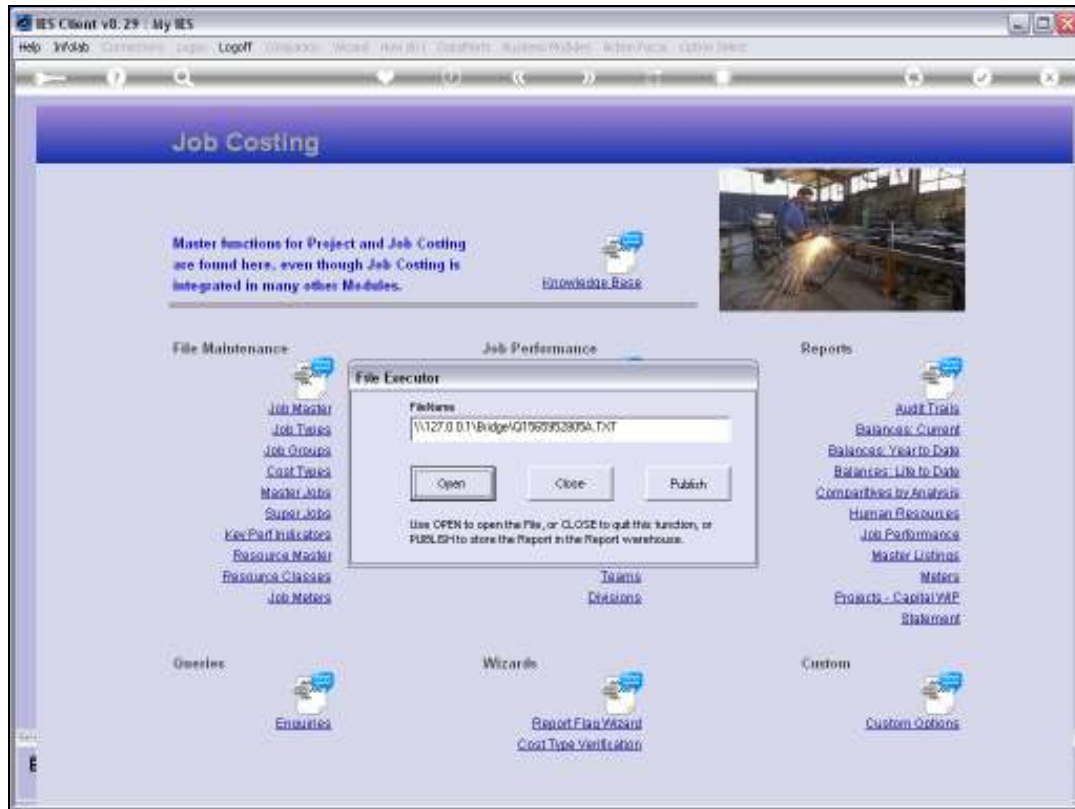 IES Client v8.29 : My IES
Help Infolab Logoff
Job Costing
Master functions for Project and Job Costing
are found here, even though Job Costing is
integrated in many other Modules.
Knowledge Base
File Maintenance
Job Master
Job Types
Job Groups
Cost Types
Master Jobs
Super Jobs
Key Perf Indicators
Resource Master
Resource Classes
Job Meters
Job Performance
Teams
Divisions
Reports
Audit Trails
Balances: Current
Balances: Year to Date
Balances: Life to Date
Comparitives by Analysis
Human Resources
Job Performance
Master Listings
Meters
Projects - Capital WIP
Statement
File Executor
FileName
Open Close Publish
Use OPEN to open the File, or CLOSE to quit this function, or
PUBLISH to store the Report in the Report warehouse.
Queries
Enquiries
Wizards
Report Flag Wizard
Cost Type Verification
Custom
Custom Options